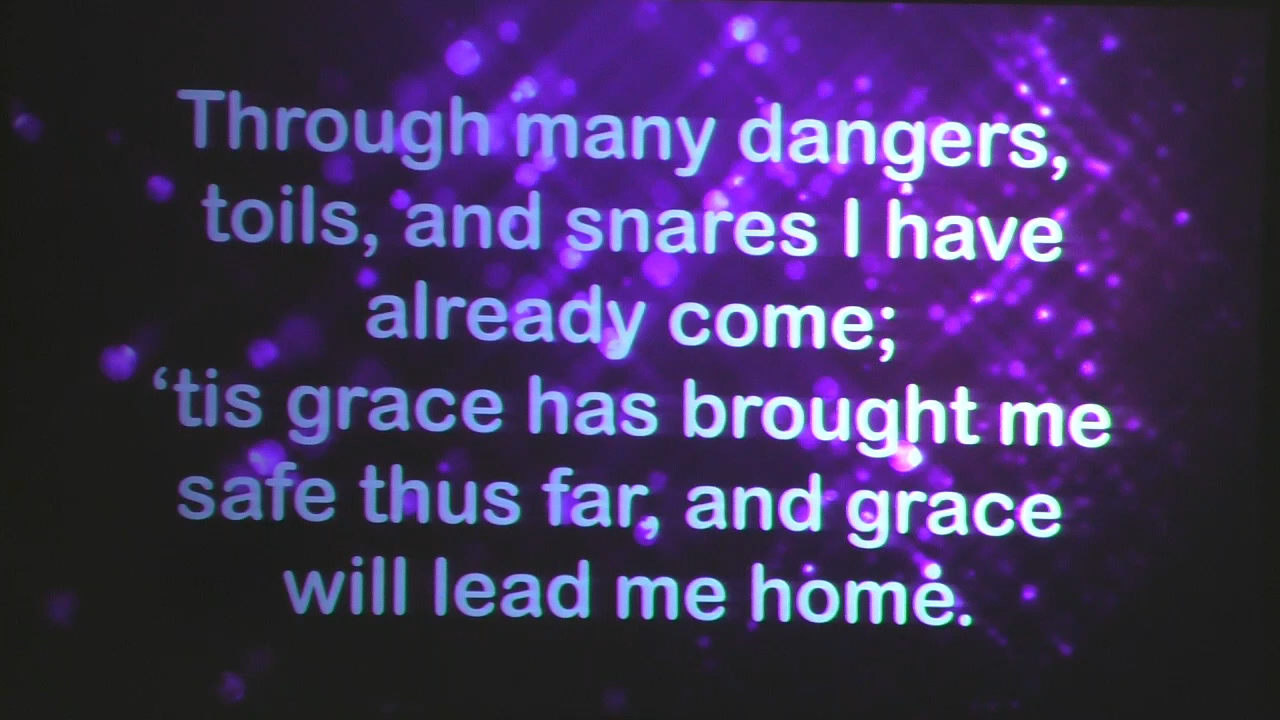 Through many dangers,
toils, and snares I have
already come;
‘tis grace has brought me
safe thus far, and grace
will lead me home.